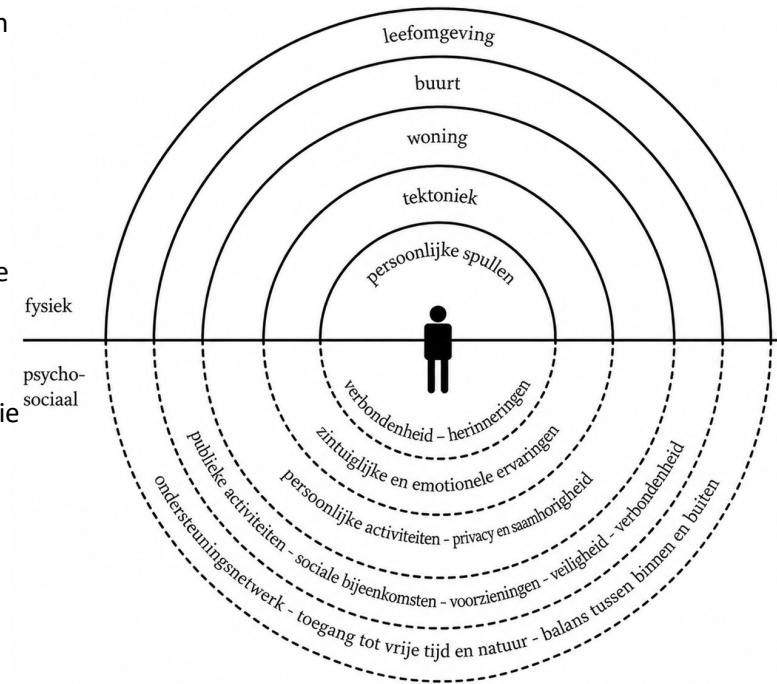 n
leefomgeving
buurt
woning
tektoniek
persoonlijke spullen
e
fysiek
psycho-
sociaal
ie
verbondenheid – herinneringen
zintuiglijke en emotionele ervaringen
persoonlijke activiteiten - privacy en saamhorigheid
publieke activiteiten - sociale bijeenkomsten - voorzieningen - veiligheid - verbondenheid
ondersteuningsnetwerk - toegang tot vrije tijd en natuur - balans tussen binnen en buiten